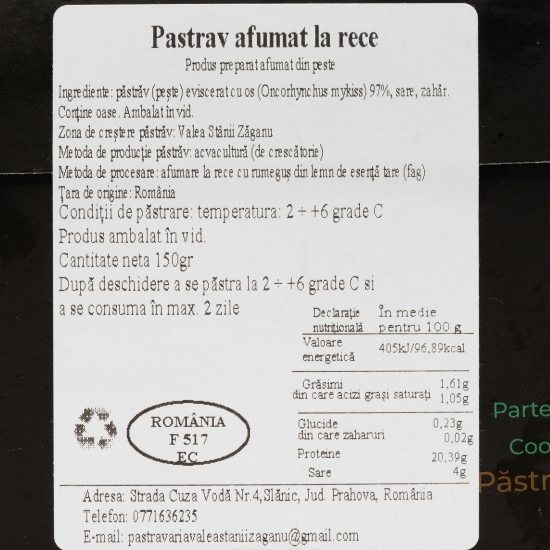 Pastrav afumat la rece
Produs preparat afumat din peste
Ingrediente: păstrăv (pește) eviscerat cu os (Oncorhynchus mykiss) 97%, sare, zahăr.
Conține oase. Ambalat în vid.
Zona de creștere păstrăv: Valea Stânii Zăganu
Metoda de producție păstrăv: acvacultură (de crescătorie)
Metoda de procesare: afumare la rece cu rumeguș din lemn de esență tare (fag)
Țara de origine: România
Condiții de păstrare: temperatura: 2 ÷ +6 grade C
Produs ambalat în vid.
Cantitate neta 150gr
După deschidere a se păstra la 2 ÷ +6 grade C si
a se consuma în max. 2 zile
Declarație nutrițională În medie pentru 100 g
Valoare energetică 405kJ/96,89kcal
Grăsimi 1,61g
din care acizi grași saturați 1,05g
Glucide 0,23g
din care zaharuri 0,02g
Proteine 20,39g
Sare 4g
ROMÂNIA
F 517
EC
Adresa: Strada Cuza Vodă Nr.4,Slănic, Jud. Prahova, România
Telefon: 0771636235
E-mail: pastravariavaleastaniizaganu@gmail.com
Parte
Coo
Păstr